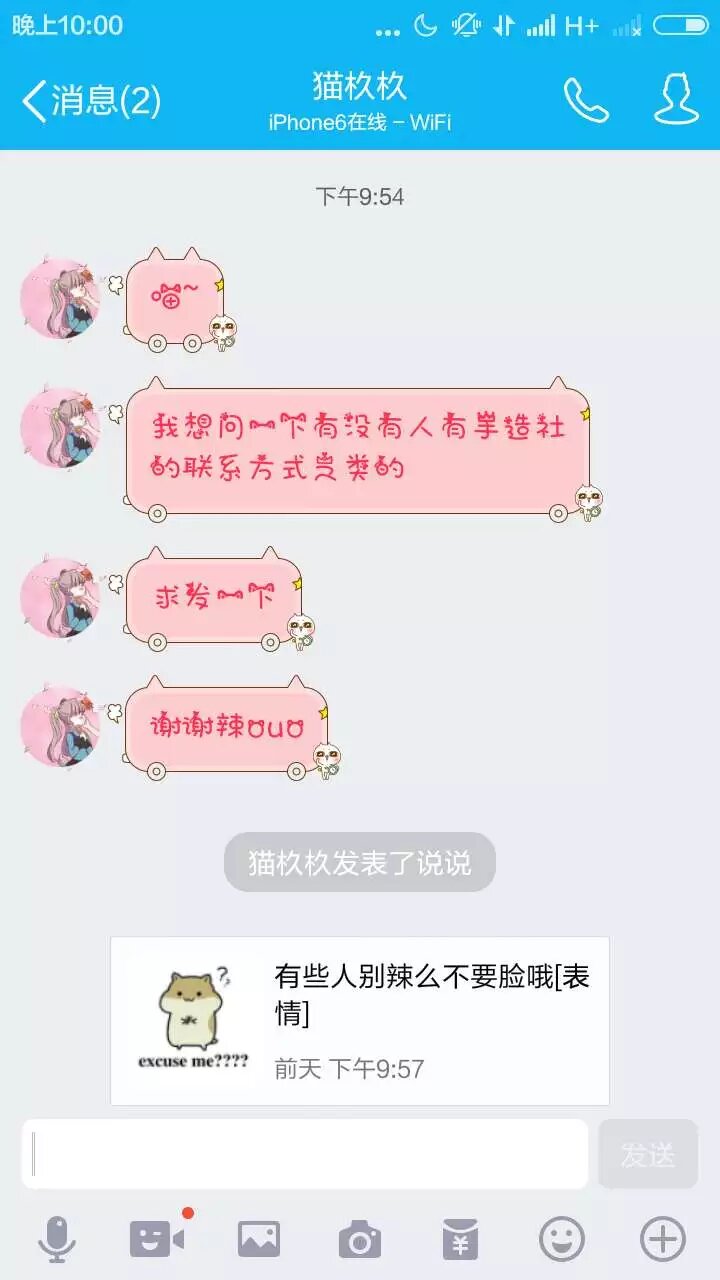 晚上10:00
H+
消息(2)
猫杦杦
iPhone6在线 – WiFi
下午9:54
喵~
我想问一下有没有人有羊造社
的联系方式之类的
求发一下
谢谢辣OUO
猫杦杦发表了说说
有些人别辣么不要脸哦[表
情]
excuse me????
前天 下午9:57
发送